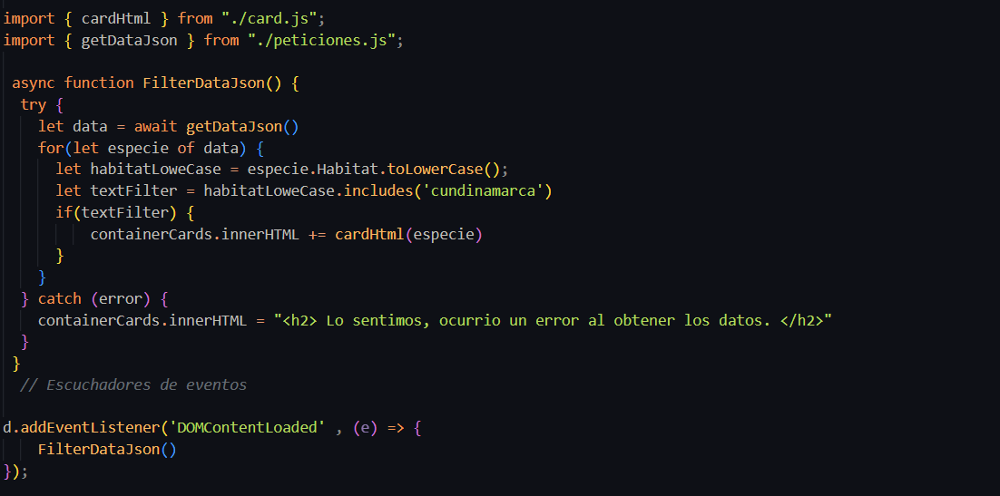 import { cardHtml } from "./card.js";
import { getDataJson } from "./peticiones.js";
async function FilterDataJson() {
try {
let data = await getDataJson()
for(let especie of data) {
let habitatLoweCase = especie.Habitat.toLowerCase();
let textFilter = habitatLoweCase.includes('cundinamarca')
if(textFilter) {
containerCards.innerHTML += cardHtml(especie)
}
}
} catch (error) {
containerCards.innerHTML = "<h2> Lo sentimos, ocurrio un error al obtener los datos. </h2>"
}
}
// Escuchadores de eventos
d.addEventListener('DOMContentLoaded' , (e) => {
FilterDataJson()
});